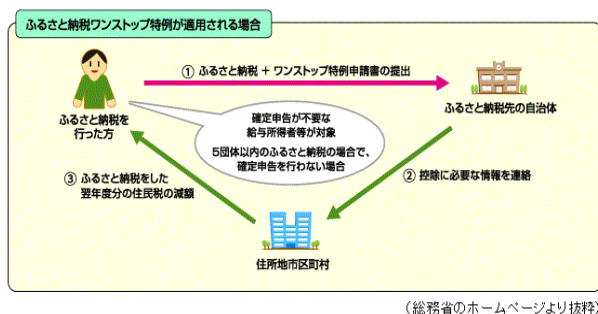 ふるさと納税ワンストップ特例が適用される場合
① ふるさと納税 + ワンストップ特例申請書の提出
ふるさと納税を
行った方
ふるさと納税先の自治体
確定申告が不要な
給与所得者等が対象
5団体以内のふるさと納税の場合で、
確定申告を行わない場合
③ ふるさと納税をした
翌年度分の住民税の減額
② 控除に必要な情報を連絡
住所地市区町村
(総務省のホームページより抜粋)